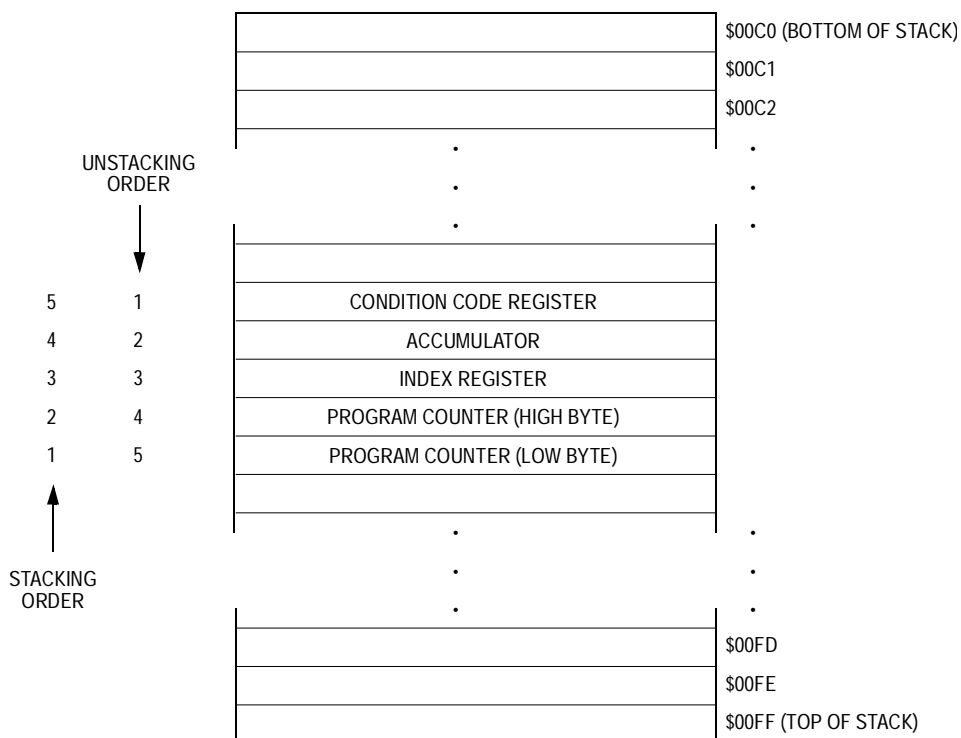 $00C0 (BOTTOM OF STACK)
$00C1
$00C2
UNSTACKING
ORDER
5 1 CONDITION CODE REGISTER
4 2 ACCUMULATOR
3 3 INDEX REGISTER
2 4 PROGRAM COUNTER (HIGH BYTE)
1 5 PROGRAM COUNTER (LOW BYTE)
STACKING
ORDER
$00FD
$00FE
$00FF (TOP OF STACK)